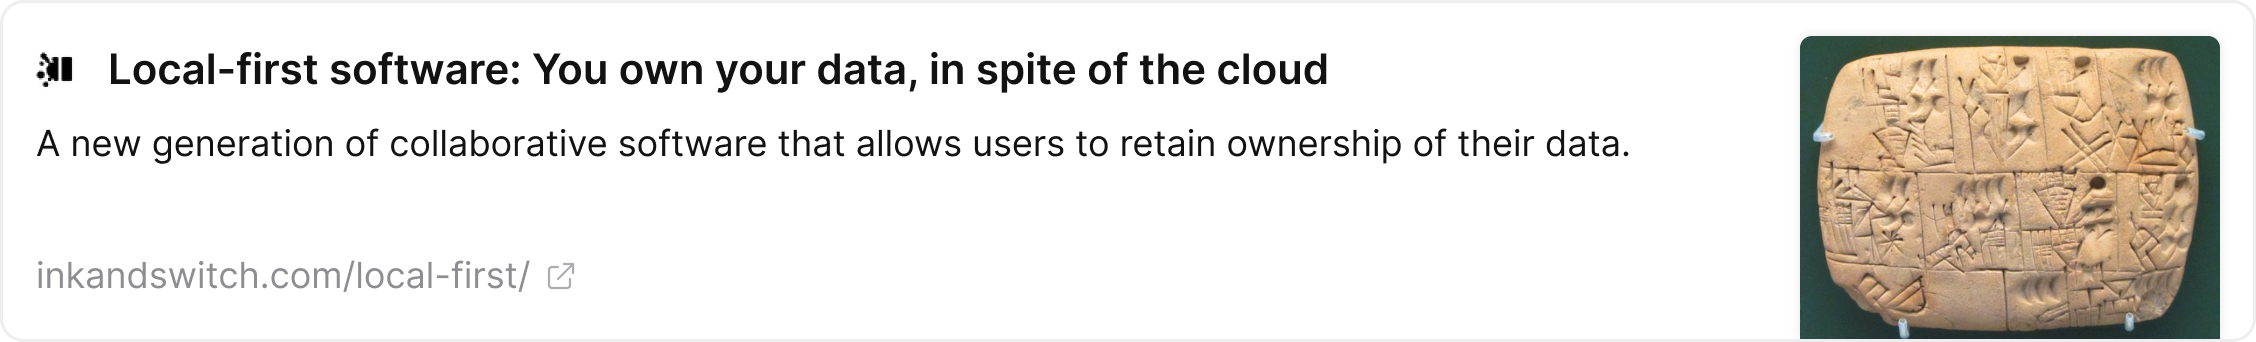 Local-first software: You own your data, in spite of the cloud
A new generation of collaborative software that allows users to retain ownership of their data.
inkandswitch.com/local-first/